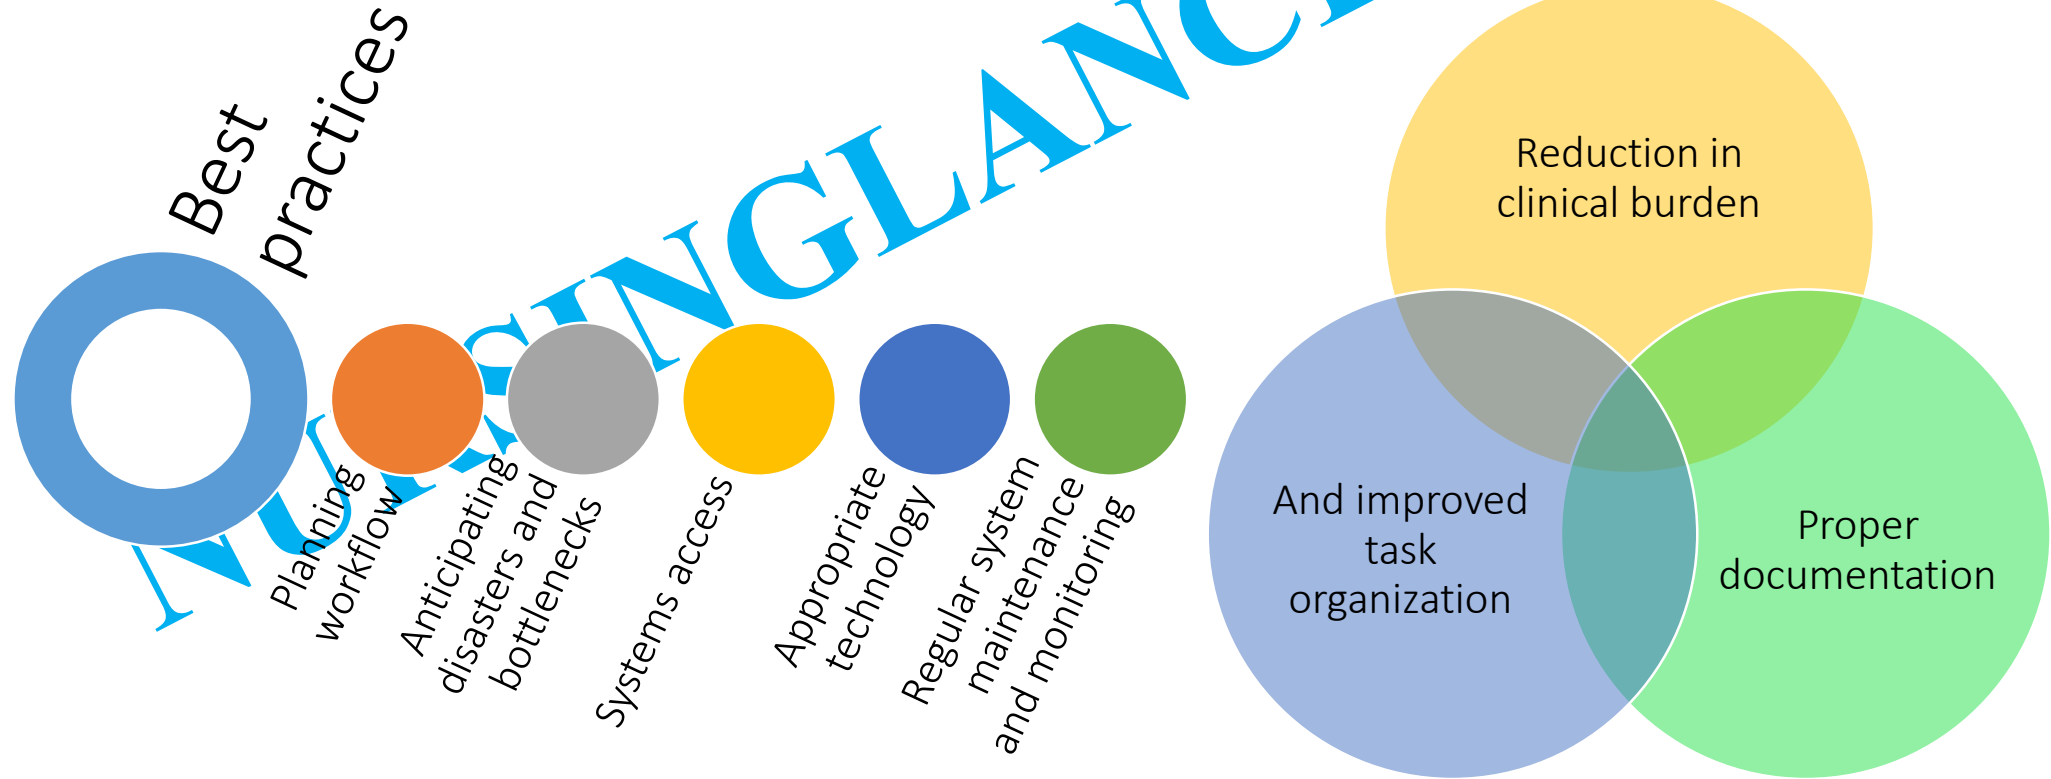 Best
practices
NURSINGLANCE
Planning
workflow
Anticipating
disasters and
bottlenecks
Systems access
Appropriate
technology
Regular system
maintenance
and monitoring
Reduction in
clinical burden
And improved
task
organization
Proper
documentation